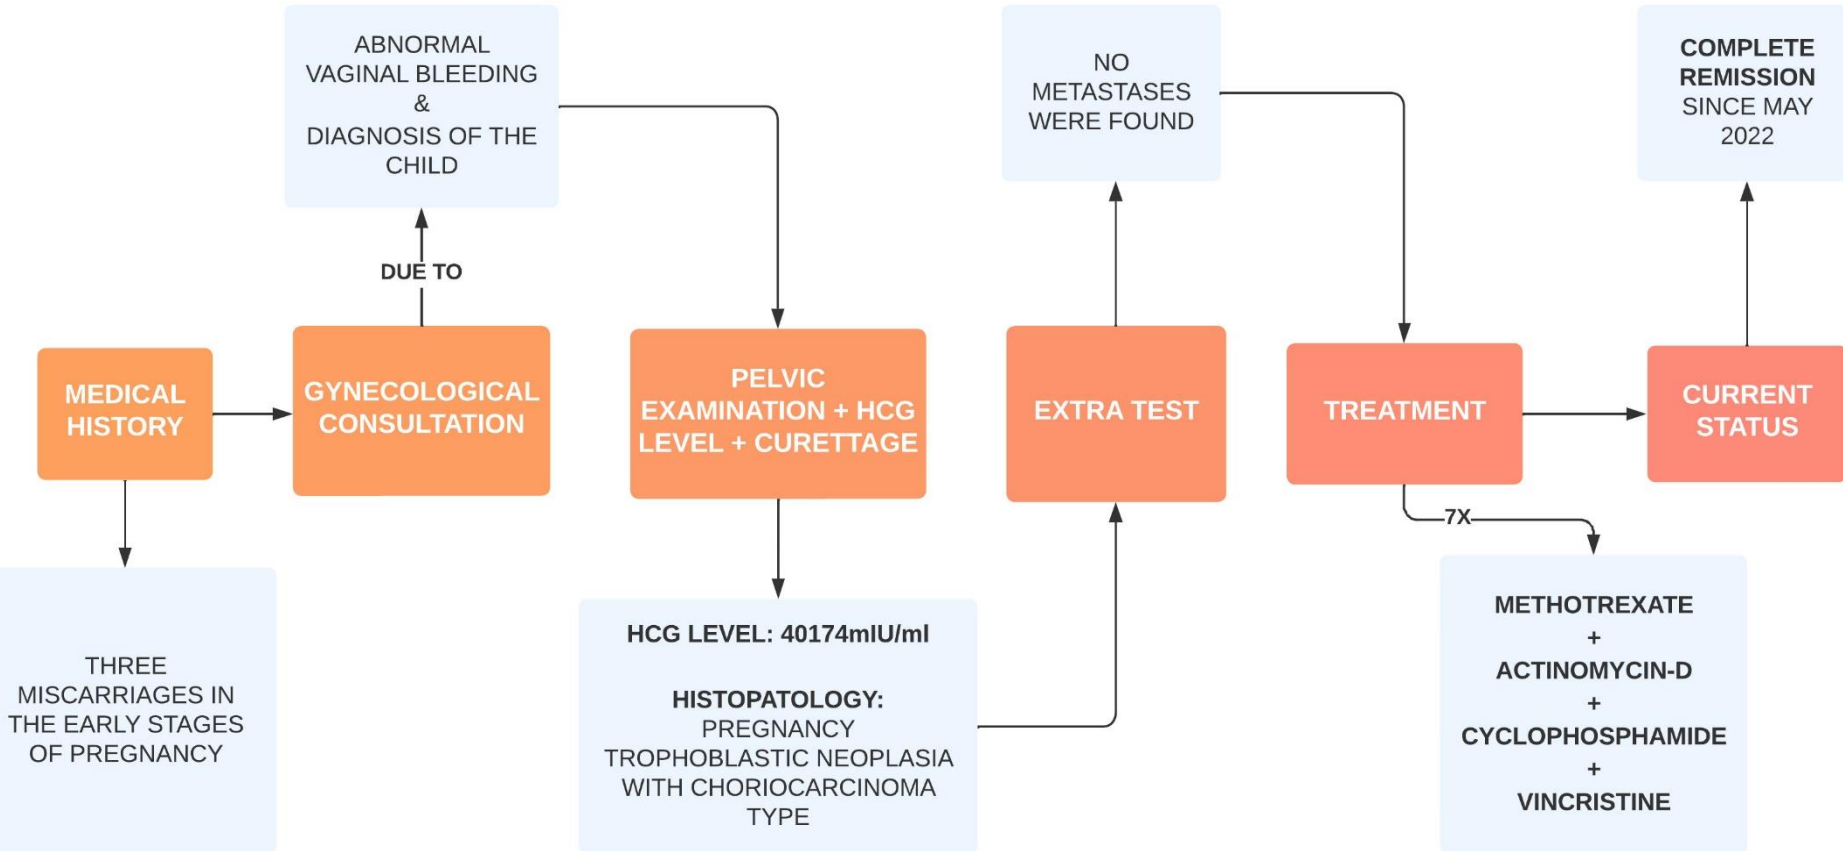 MEDICAL
HISTORY
THREE
MISCARRIAGES IN
THE EARLY STAGES
OF PREGNANCY
GYNECOLOGICAL
CONSULTATION
DUE TO
ABNORMAL
VAGINAL BLEEDING
&
DIAGNOSIS OF THE
CHILD
PELVIC
EXAMINATION + HCG
LEVEL + CURETTAGE
HCG LEVEL: 40174mIU/ml
HISTOPATOLOGY:
PREGNANCY
TROPHOBLASTIC NEOPLASIA
WITH CHORIOCARCINOMA
TYPE
EXTRA TEST
NO
METASTASES
WERE FOUND
TREATMENT
7X
METHOTREXATE
+
ACTINOMYCIN-D
+
CYCLOPHOSPHAMIDE
+
VINCRISTINE
CURRENT
STATUS
COMPLETE
REMISSION
SINCE MAY
2022